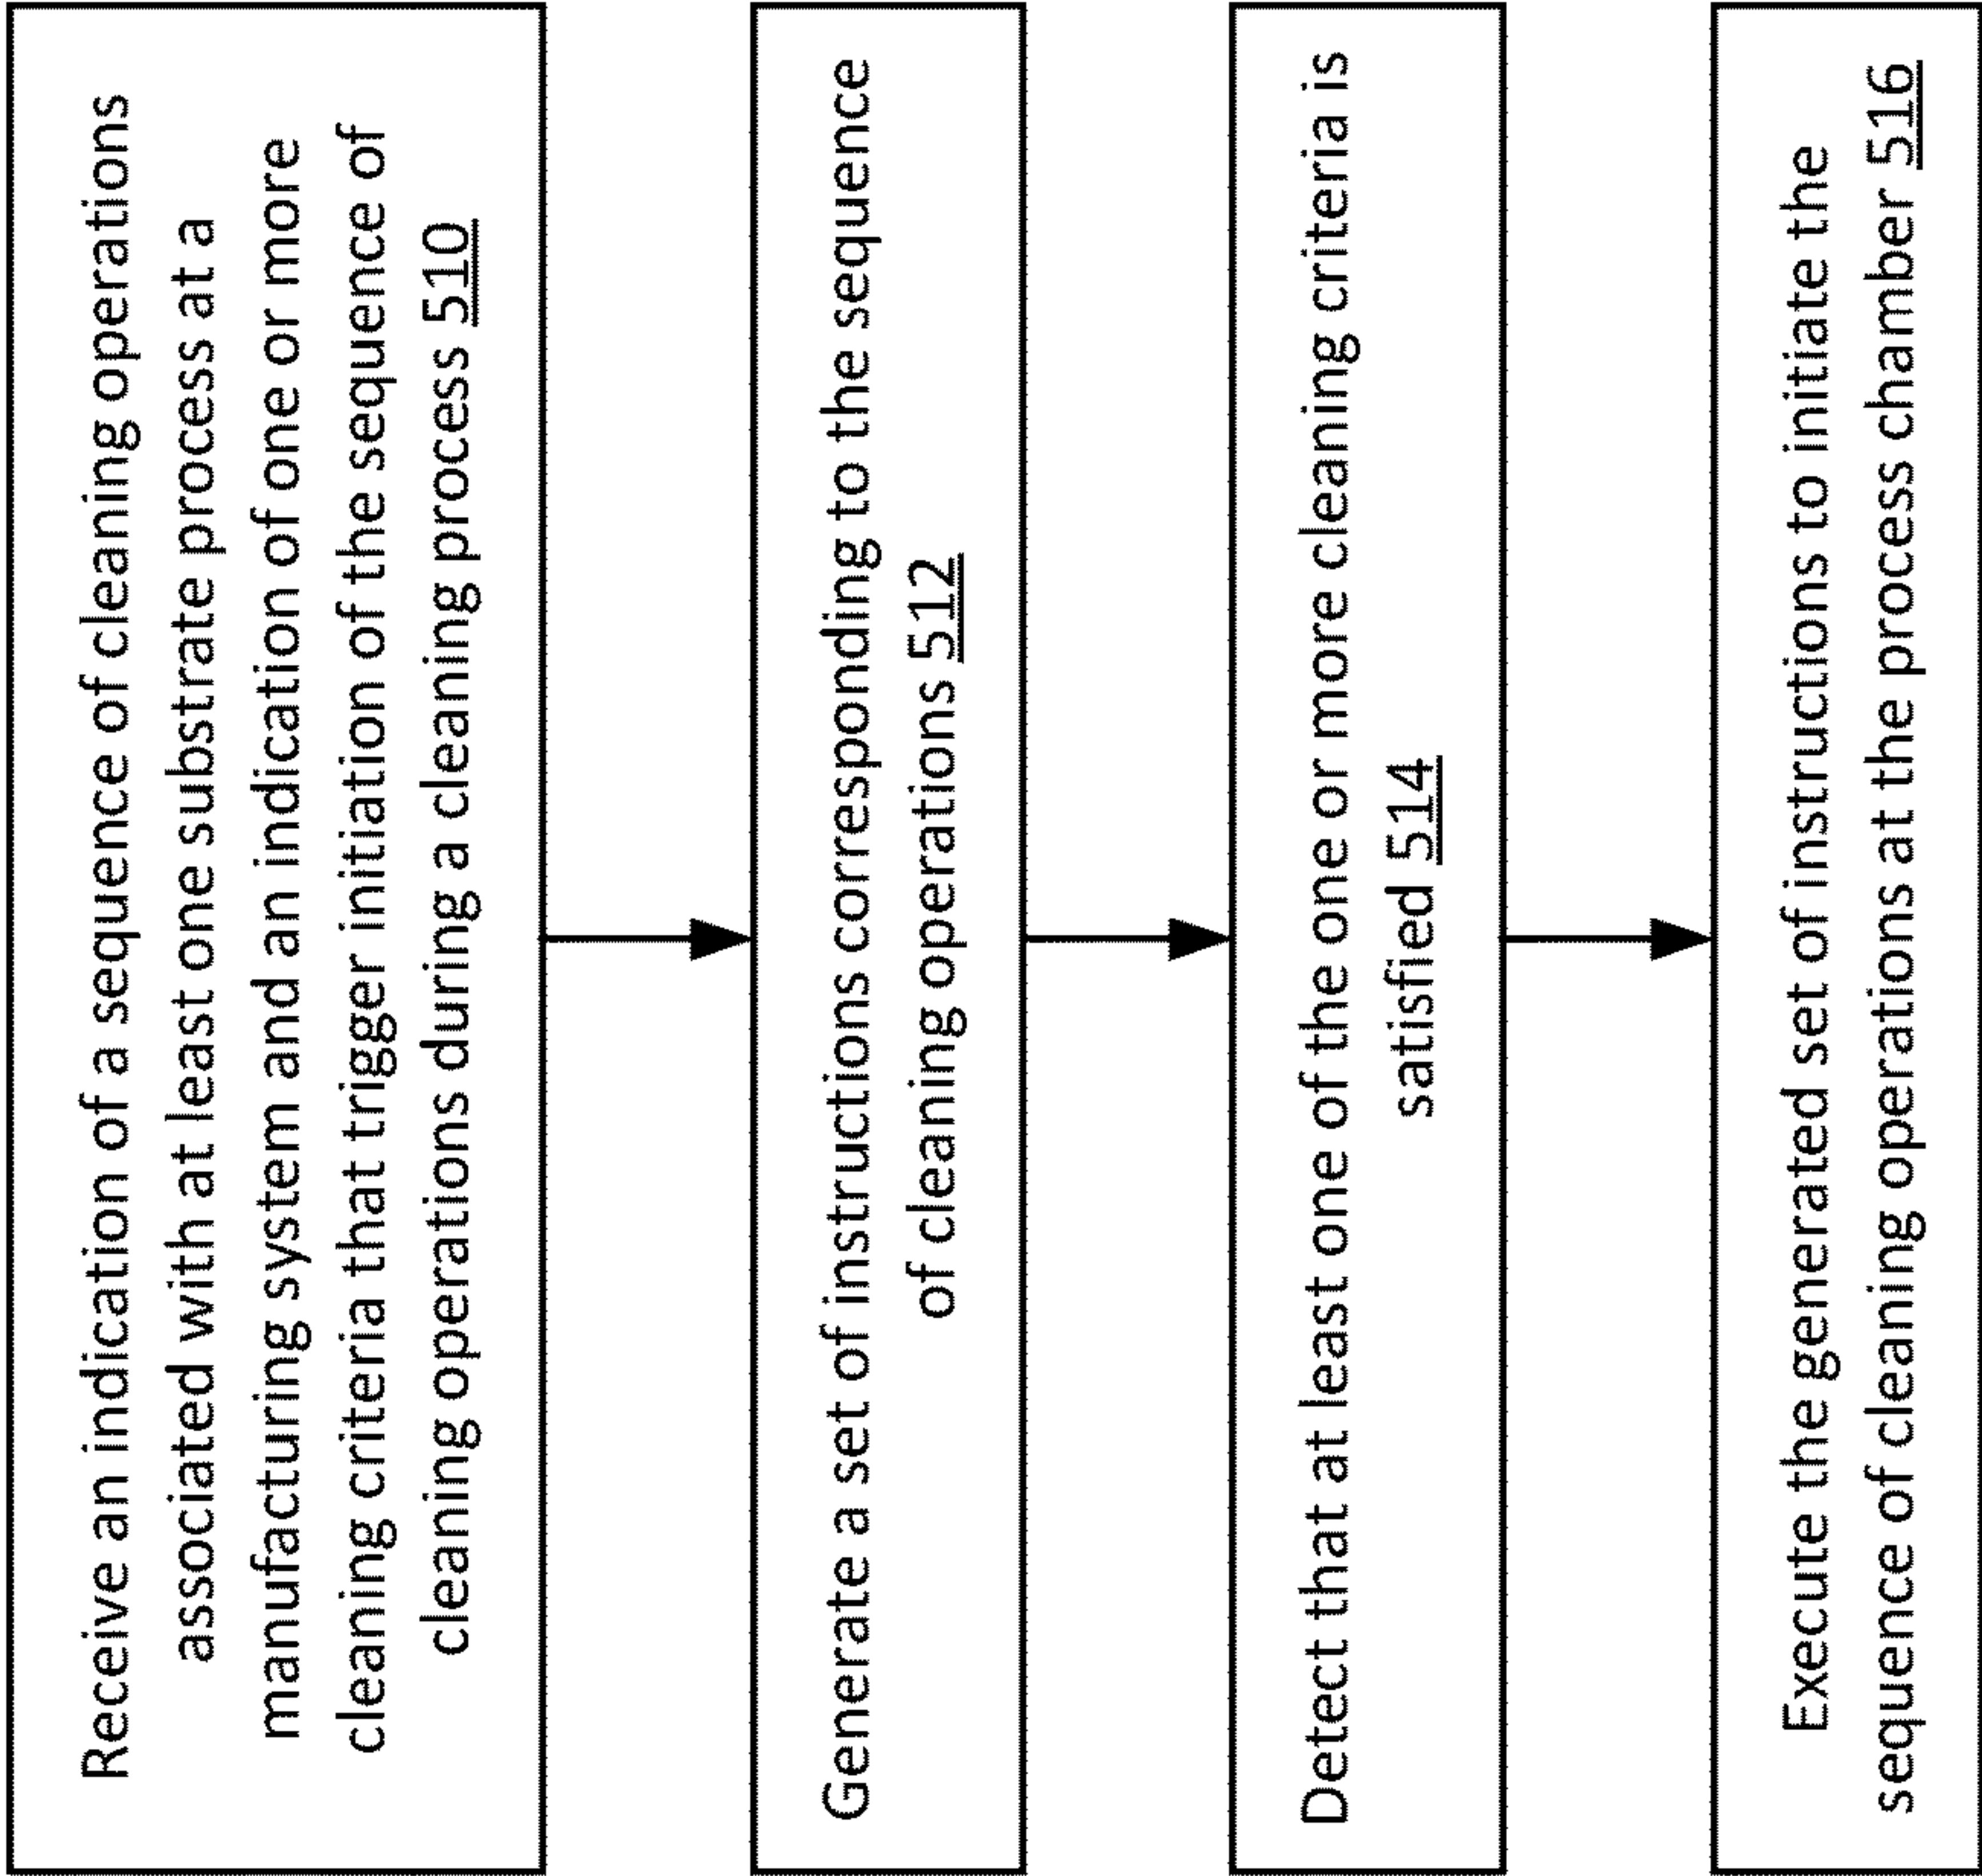 Receive an indication of a sequence of cleaning operations
associated with at least one substrate process at a
manufacturing system and an indication of one or more
cleaning criteria that trigger initiation of the sequence of
cleaning operations during a cleaning process 510
Generate a set of instructions corresponding to the sequence
of cleaning operations 512
Detect that at least one of the one or more cleaning criteria is
satisfied 514
Execute the generated set of instructions to initiate the
sequence of cleaning operations at the process chamber 516